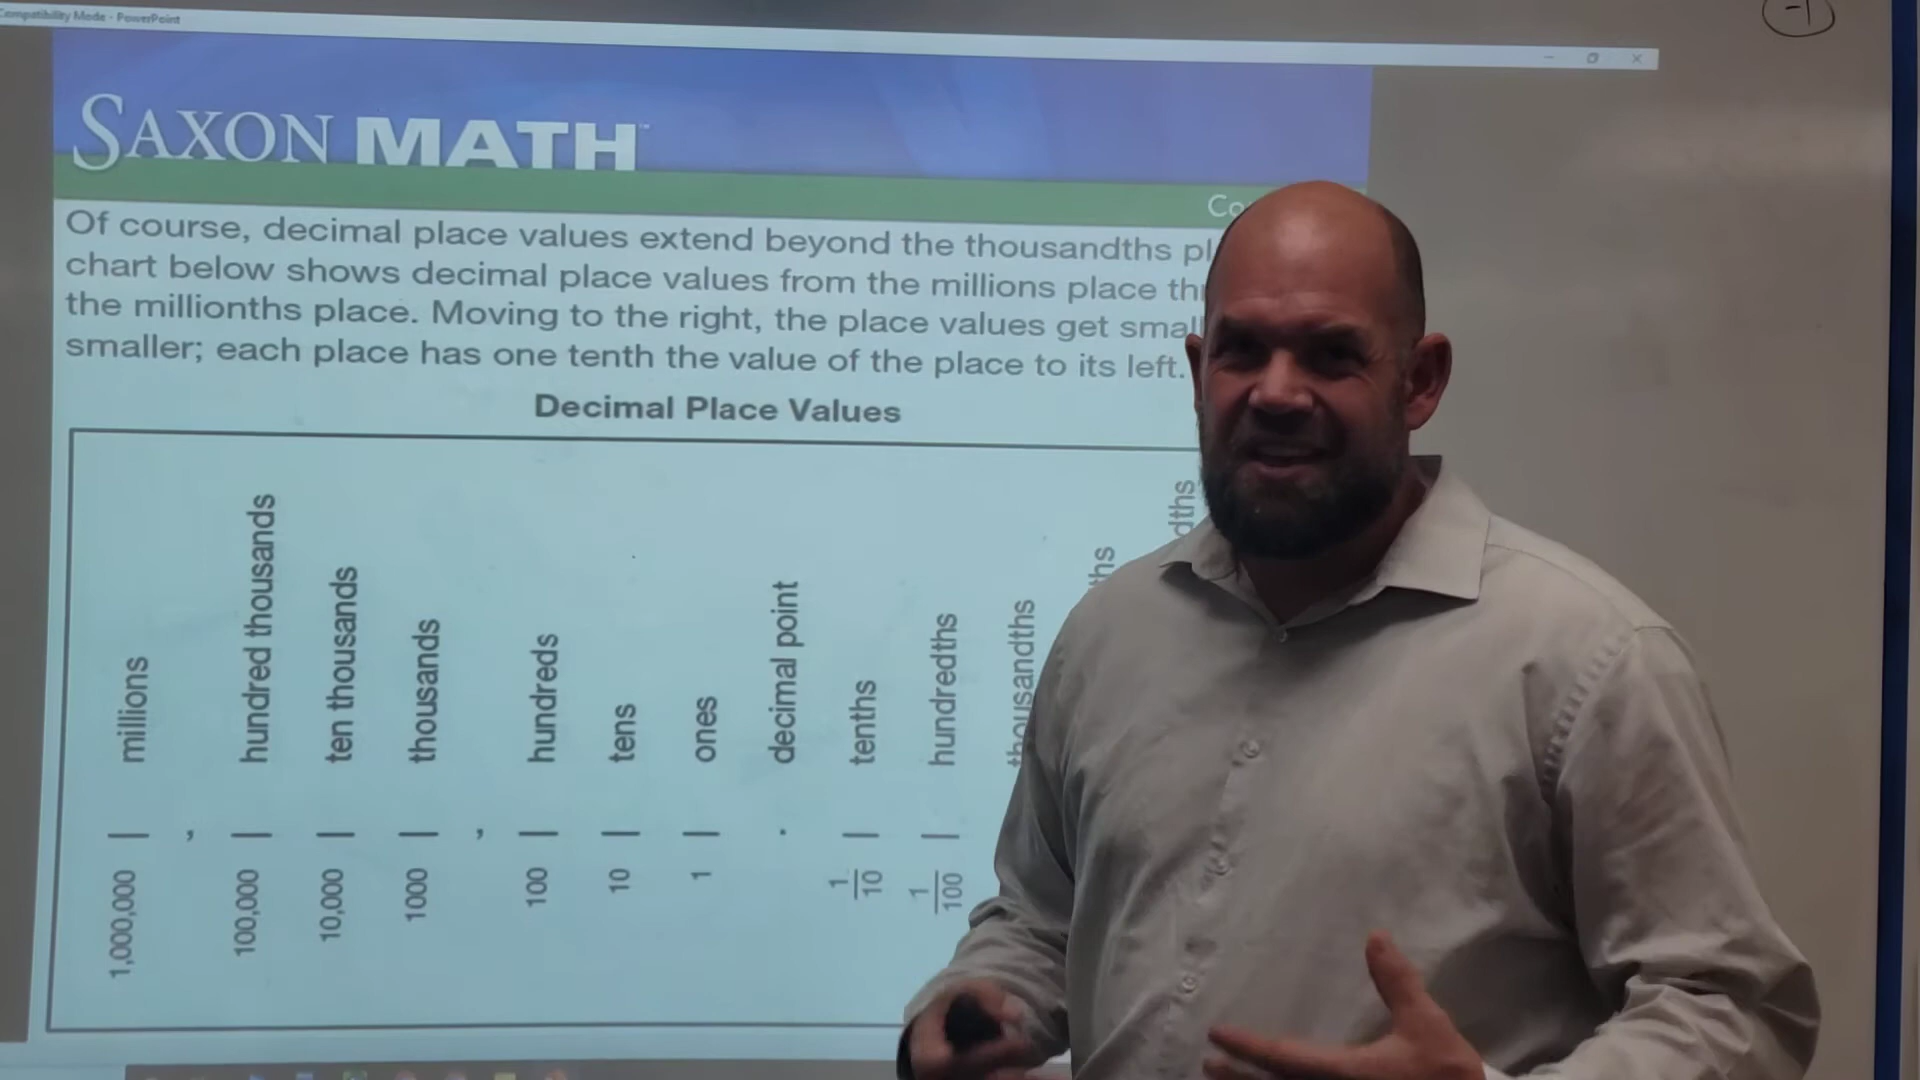 Compatibility Mode - PowerPoint
-1
SAXON MATH™
Of course, decimal place values extend beyond the thousandths
chart below shows decimal place values from the millions place
the millionths place. Moving to the right, the place values get
smaller; each place has one tenth the value of the place to its left.
Decimal Place Values
millions
hundred thousands
ten thousands
thousands
hundreds
tens
ones
decimal point
tenths
hundredths
thousandths
, , .
1,000,000
100,000
10,000
1000
100
10
1
1/10
1/100